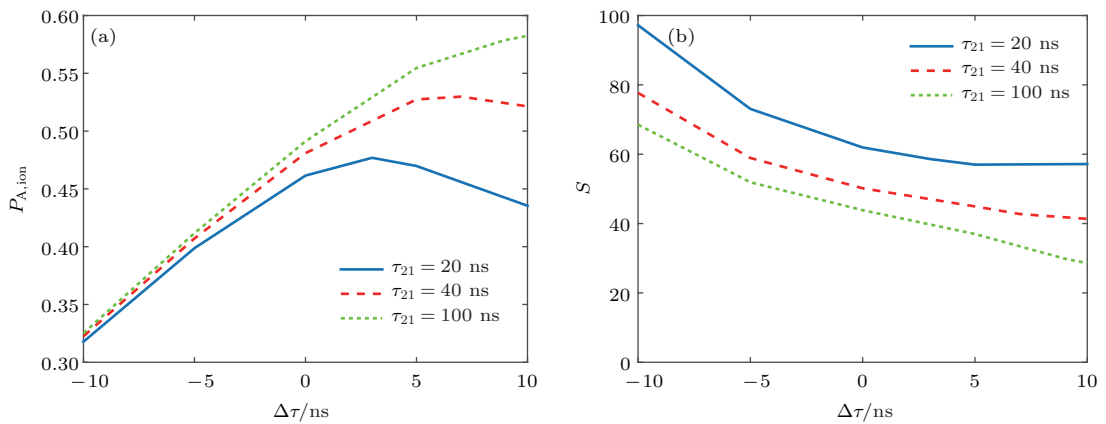 (a)
0.60
0.55
0.50
0.45
0.40
0.35
0.30
P_A,ion
−10 −5 0 5 10
Δτ/ns
τ21 = 20 ns
τ21 = 40 ns
τ21 = 100 ns
(b)
100
80
60
40
20
0
S
−10 −5 0 5 10
Δτ/ns
τ21 = 20 ns
τ21 = 40 ns
τ21 = 100 ns